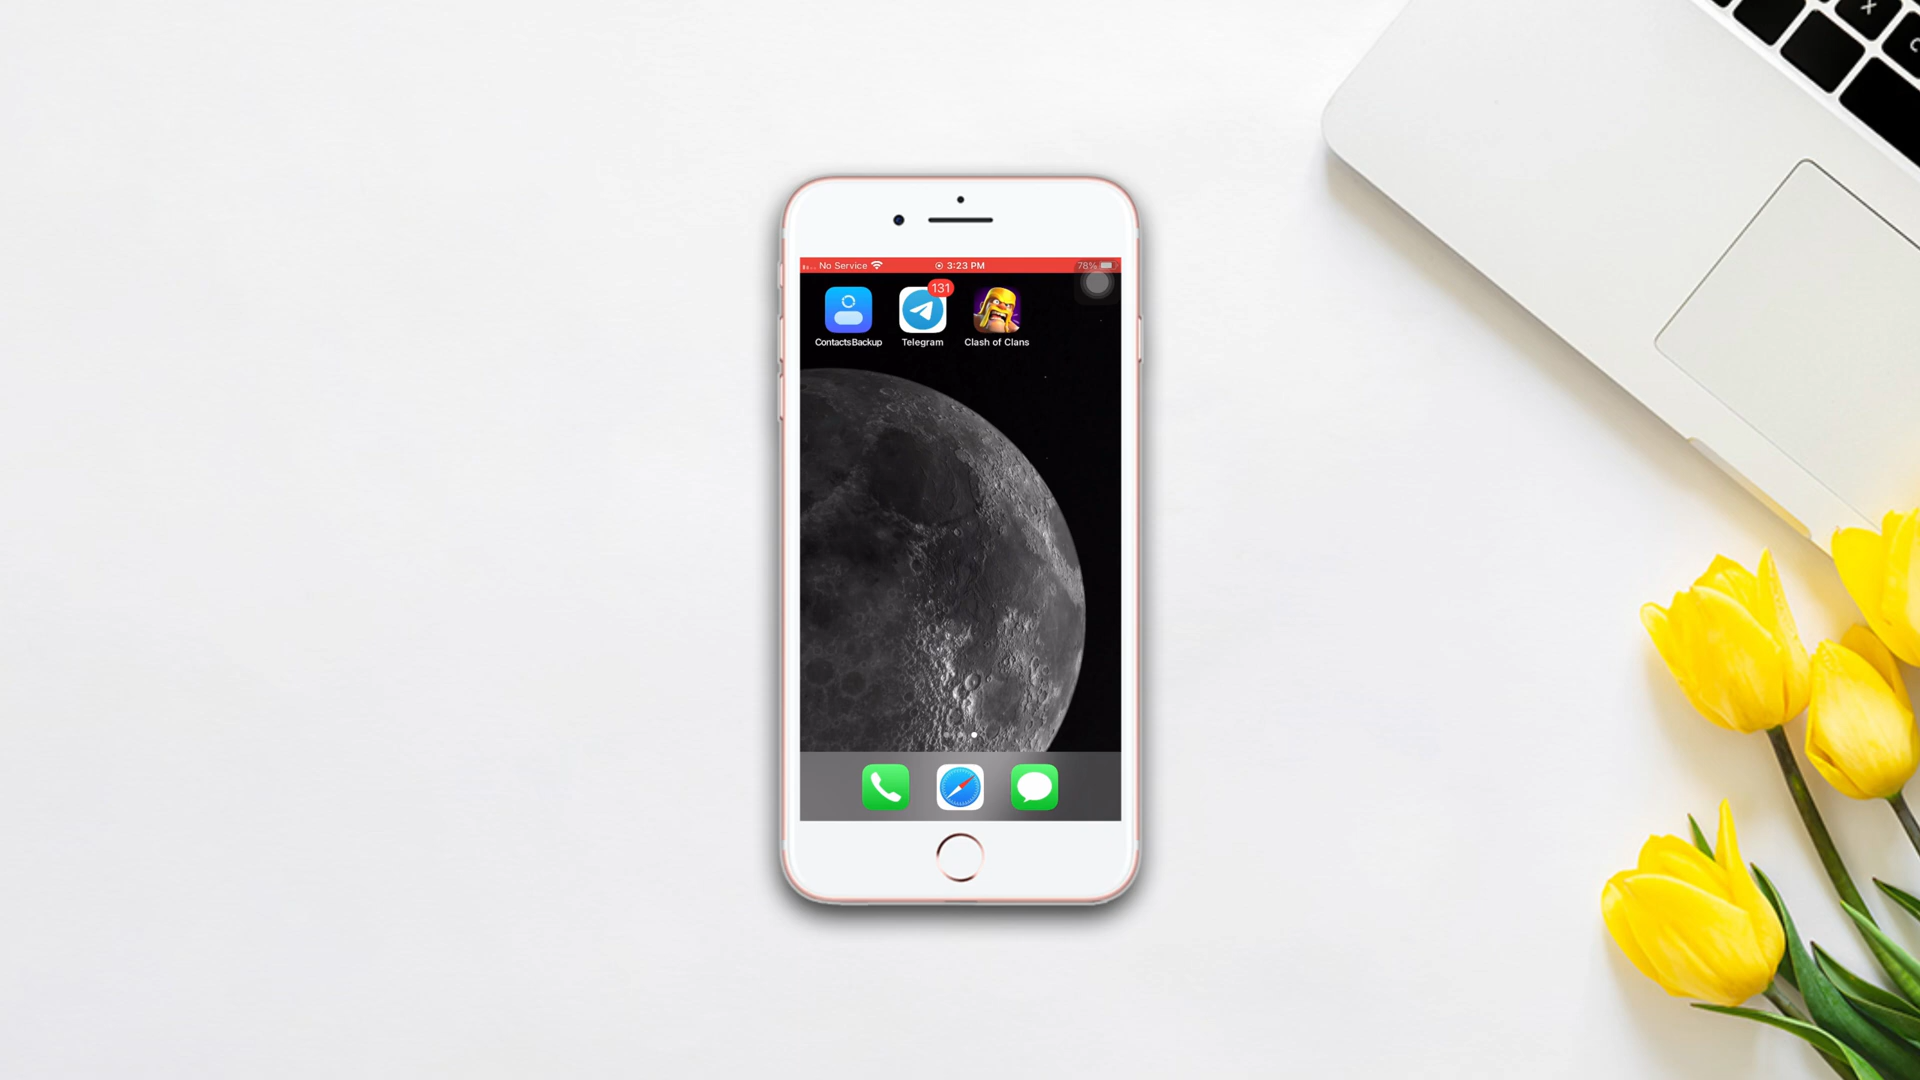 X
C
No Service 3:23 PM 78%
131
ContactsBackup Telegram Clash of Clans